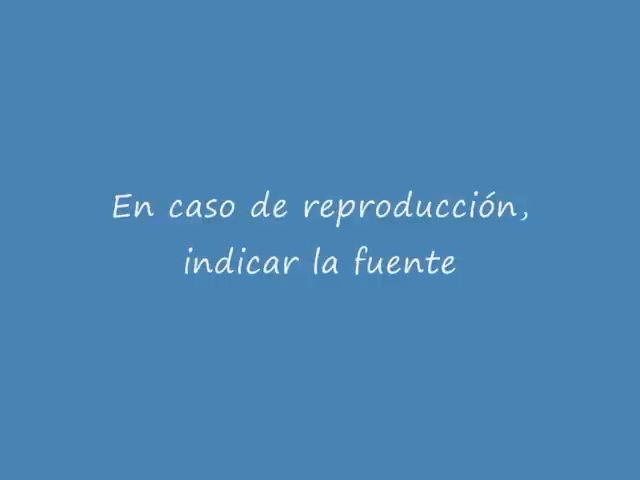 En caso de reproducción,
indicar la fuente